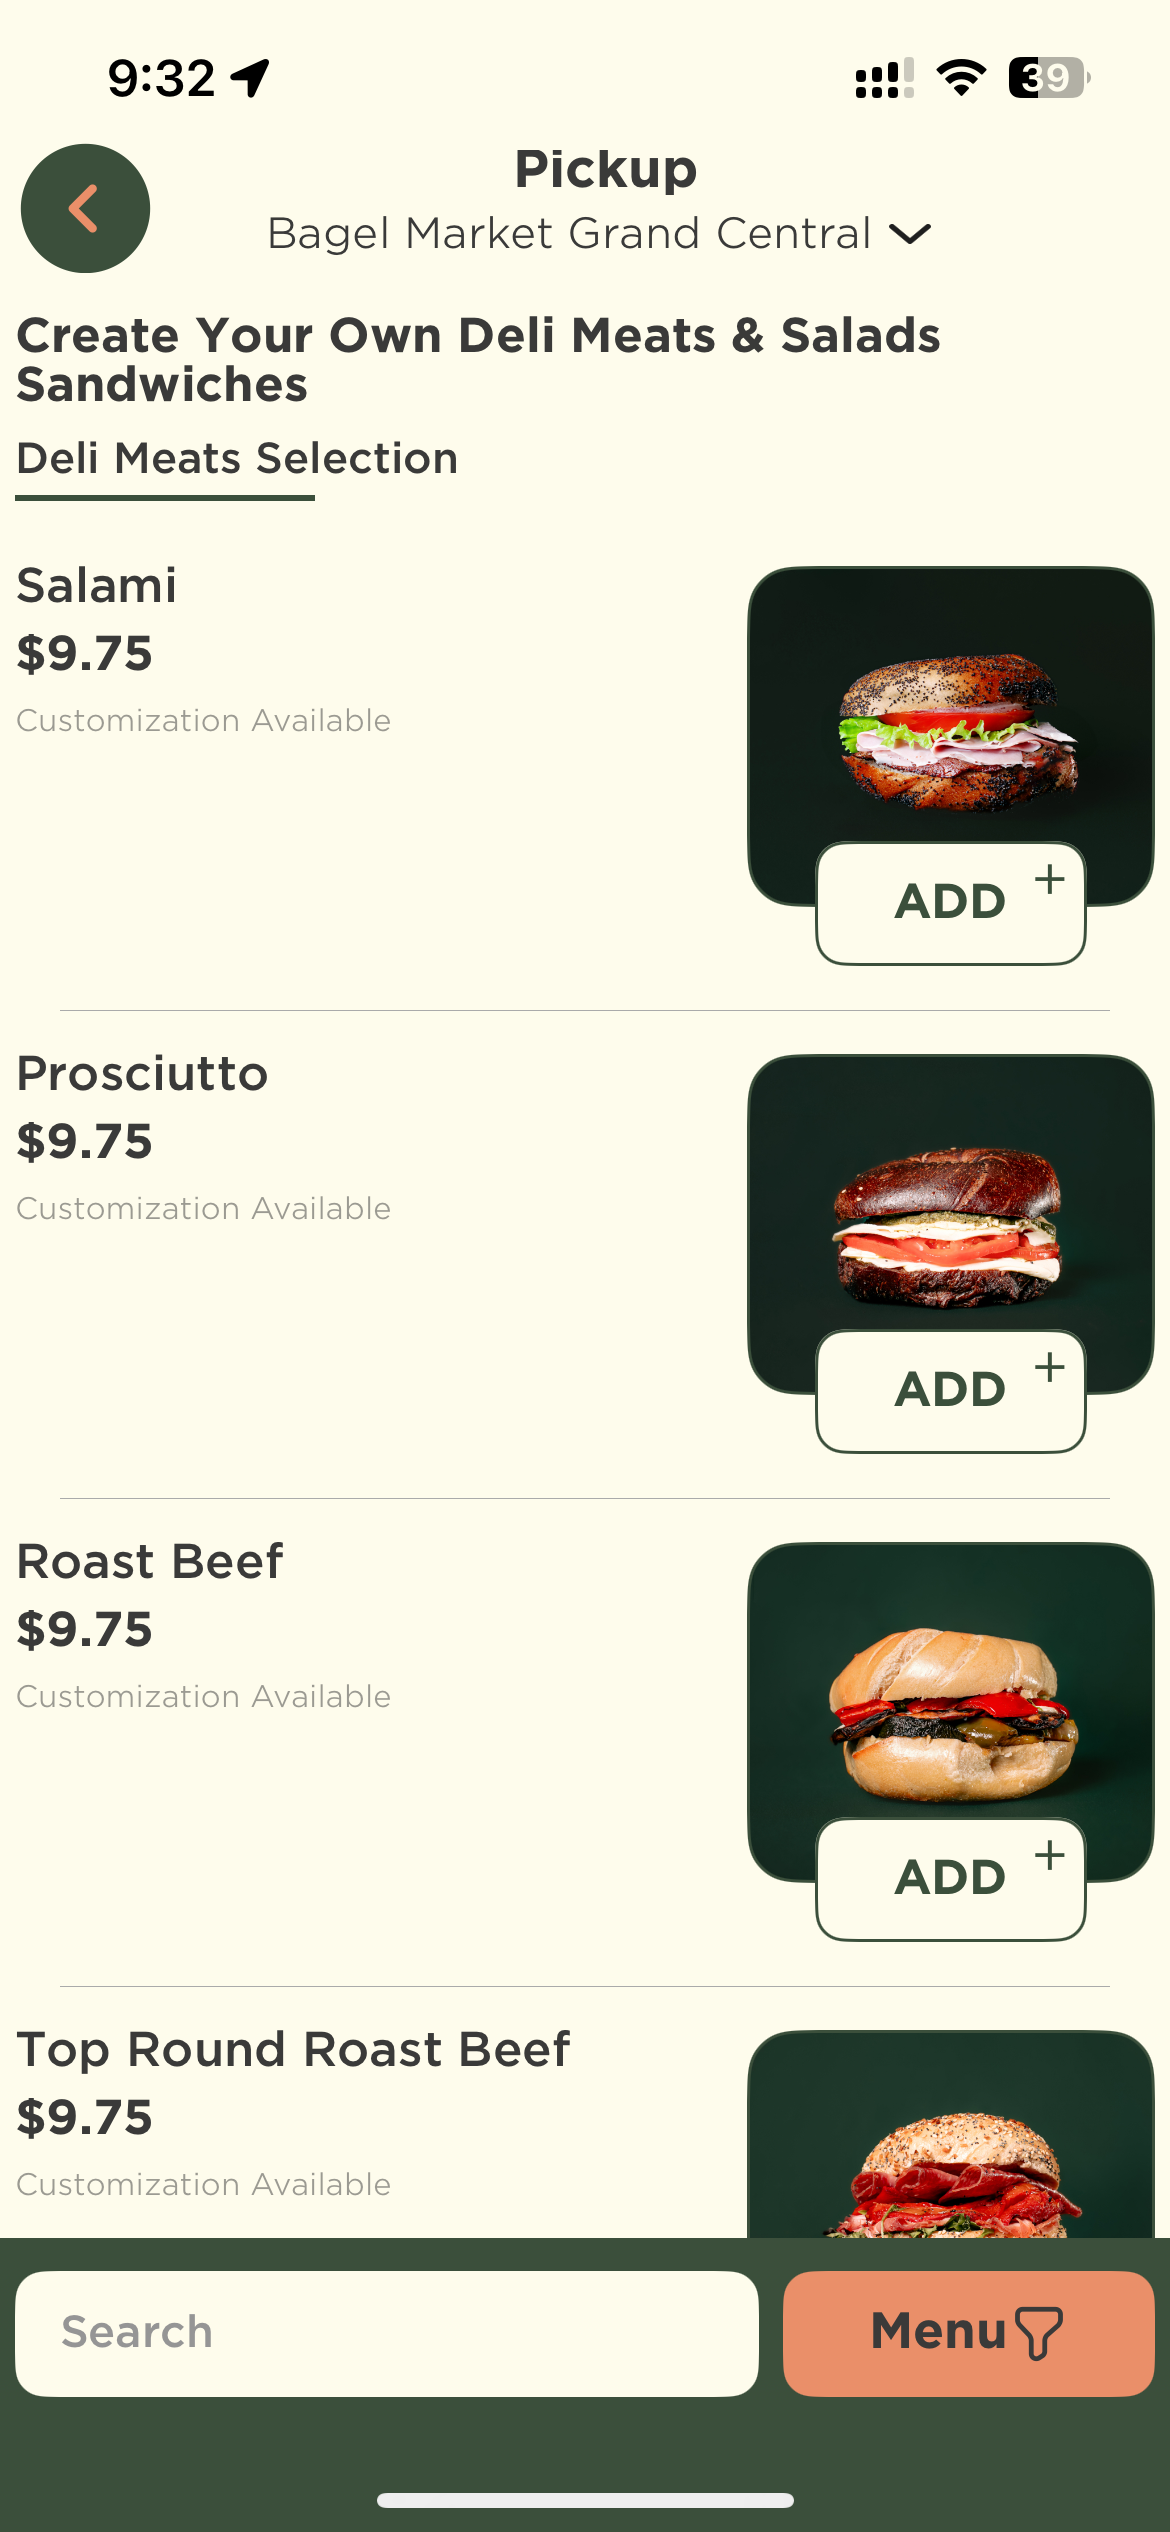 9:32
39
Pickup
Bagel Market Grand Central
Create Your Own Deli Meats & Salads
Sandwiches
Deli Meats Selection
Salami
$9.75
Customization Available
ADD +
Prosciutto
$9.75
Customization Available
ADD +
Roast Beef
$9.75
Customization Available
ADD +
Top Round Roast Beef
$9.75
Customization Available
Search
Menu